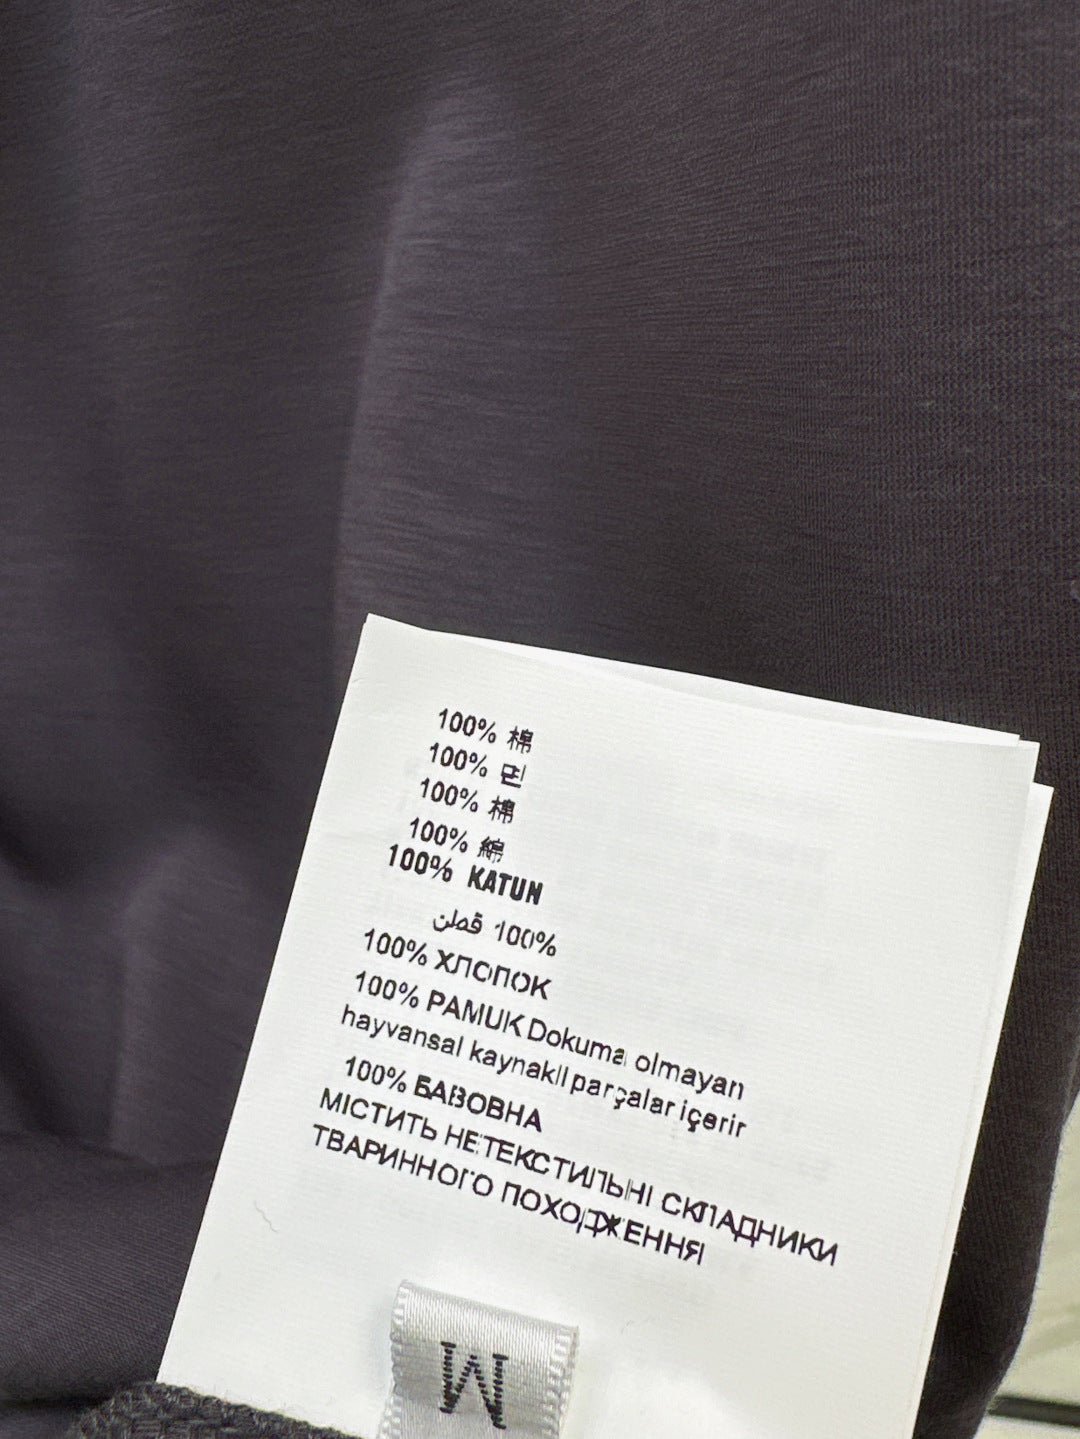 100% 棉
100% 면
100% 棉
100% 綿
100% KATUN
100% قطن
100% ХЛОПОК
100% PAMUK Dokuma olmayan
hayvansal kaynaklı parçalar içerir
100% БАВОВНА
МІСТИТЬ НЕТЕКСТИЛЬНІ СКЛАДНИКИ
ТВАРИННОГО ПОХОДЖЕННЯ
M